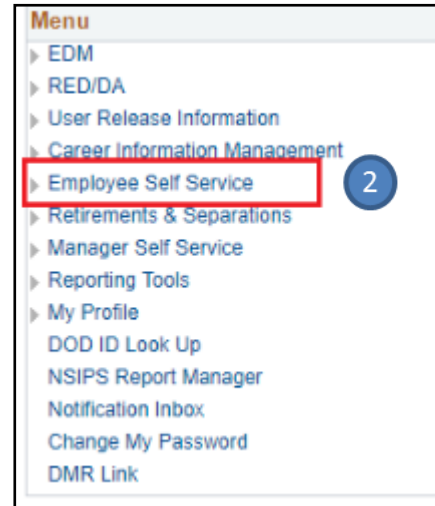 Menu
EDM
RED/DA
User Release Information
Career Information Management
Employee Self Service
2
Retirements & Separations
Manager Self Service
Reporting Tools
My Profile
DOD ID Look Up
NSIPS Report Manager
Notification Inbox
Change My Password
DMR Link